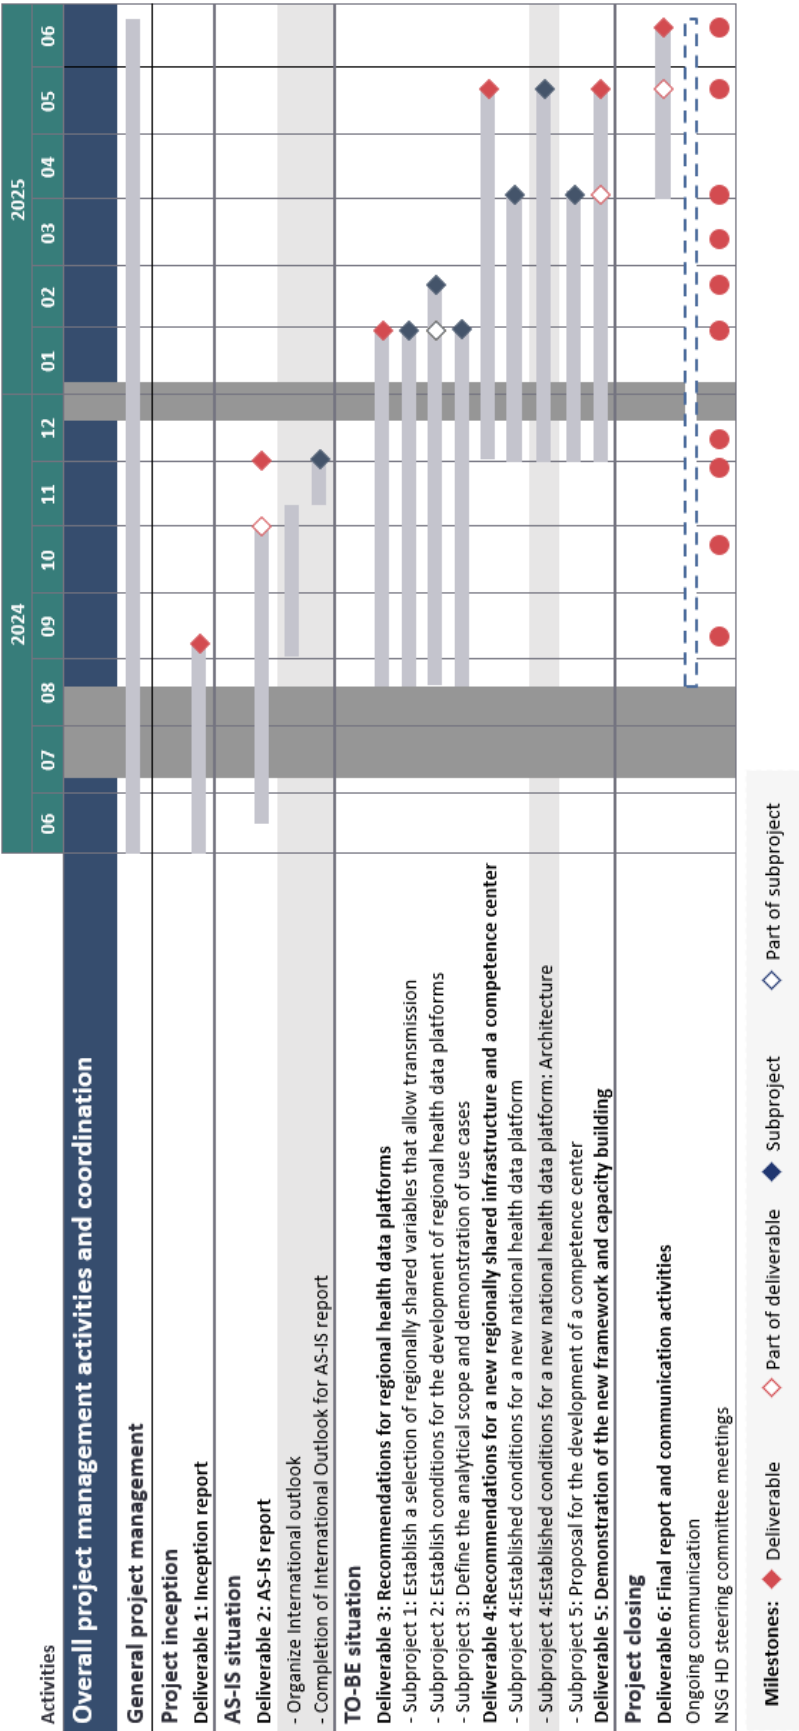 2024 2025
Activities 06 07 08 09 10 11 12 01 02 03 04 05 06
Overall project management activities and coordination
General project management
Project inception
Deliverable 1: Inception report
AS-IS situation
Deliverable 2: AS-IS report
- Organize International outlook
- Completion of International Outlook for AS-IS report
TO-BE situation
Deliverable 3: Recommendations for regional health data platforms
- Subproject 1: Establish a selection of regionally shared variables that allow transmission
- Subproject 2: Establish conditions for the development of regional health data platforms
- Subproject 3: Define the analytical scope and demonstration of use cases
Deliverable 4:Recommendations for a new regionally shared infrastructure and a competence center
- Subproject 4:Established conditions for a new national health data platform
- Subproject 4:Established conditions for a new national health data platform: Architecture
- Subproject 5: Proposal for the development of a competence center
Deliverable 5: Demonstration of the new framework and capacity building
Project closing
Deliverable 6: Final report and communication activities
Ongoing communication
NSG HD steering committee meetings
Milestones: Deliverable Part of deliverable Subproject Part of subproject